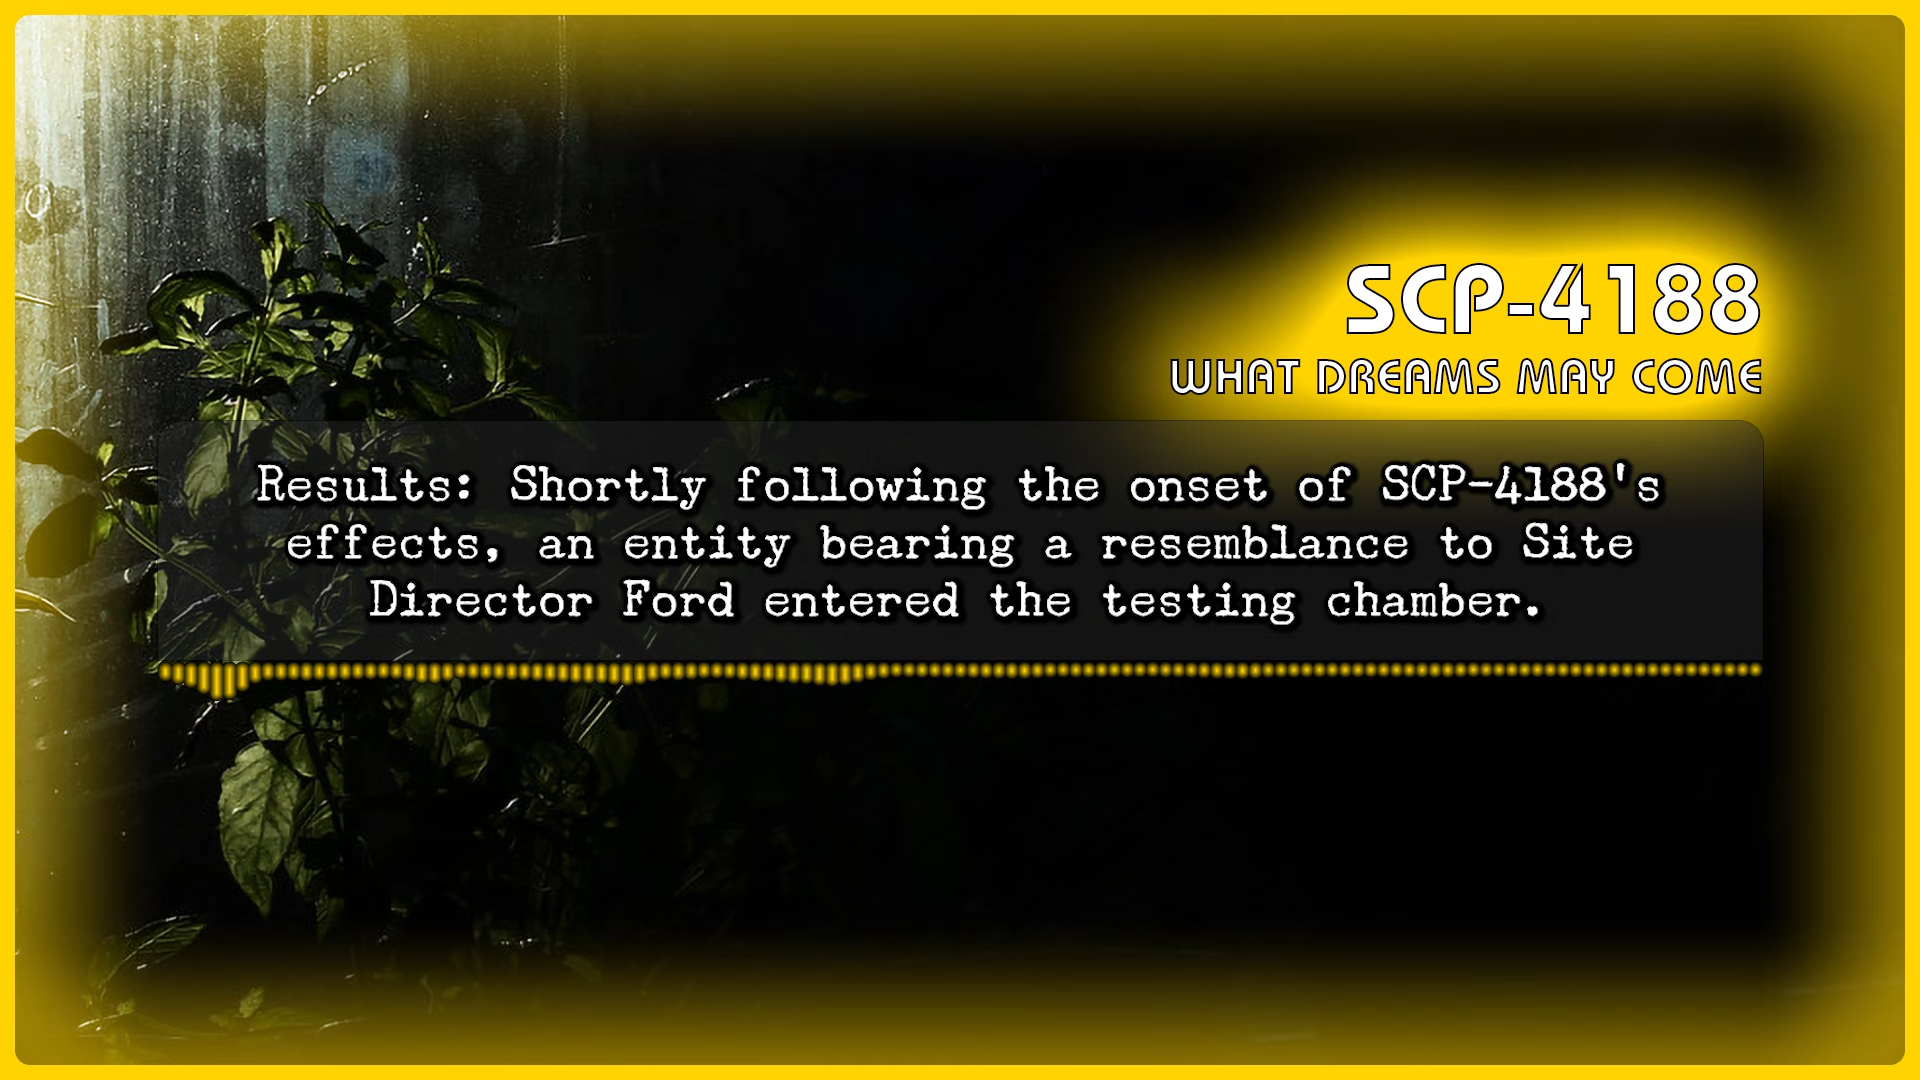 SCP-4188
WHAT DREAMS MAY COME
Results: Shortly following the onset of SCP-4188's
effects, an entity bearing a resemblance to Site
Director Ford entered the testing chamber.